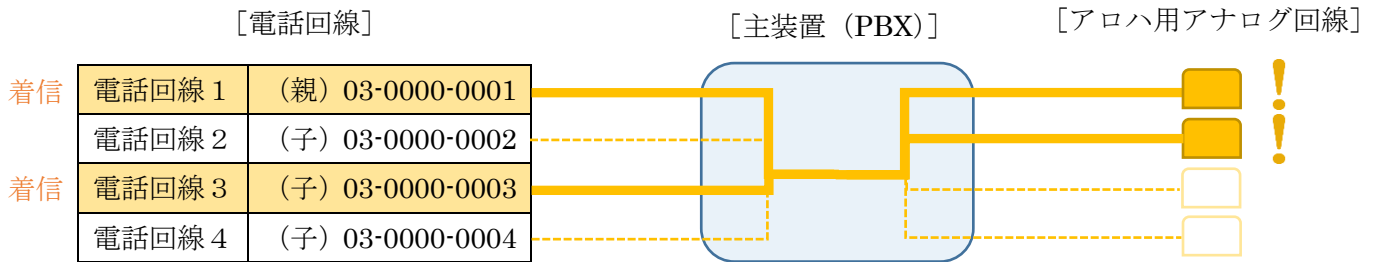 ［電話回線］ ［主装置（PBX）］ ［アロハ用アナログ回線］
着信 電話回線１ （親）03-0000-0001 !
電話回線２ （子）03-0000-0002 !
着信 電話回線３ （子）03-0000-0003
電話回線４ （子）03-0000-0004